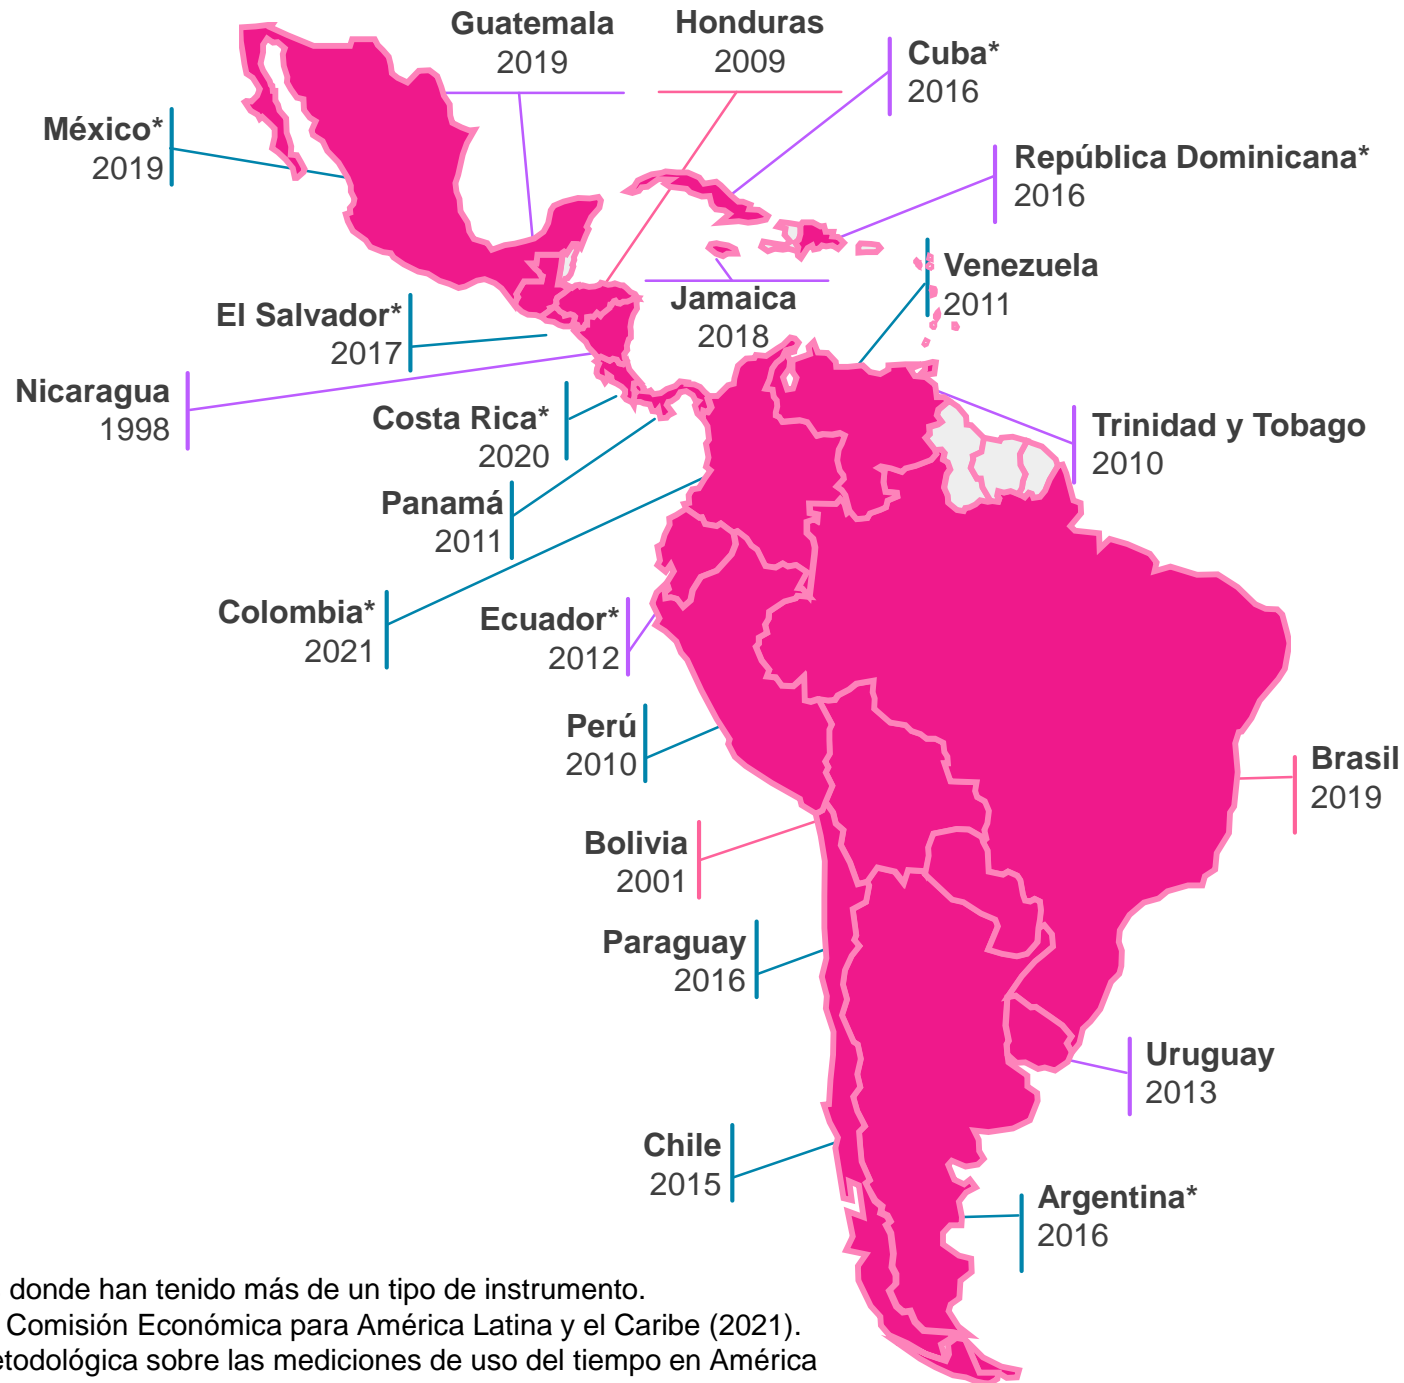 Guatemala
2019
Honduras
2009
Cuba*
2016
México*
2019
República Dominicana*
2016
Venezuela
2011
Jamaica
2018
El Salvador*
2017
Nicaragua
1998
Costa Rica*
2020
Trinidad y Tobago
2010
Panamá
2011
Colombia*
2021
Ecuador*
2012
Perú
2010
Brasil
2019
Bolivia
2001
Paraguay
2016
Uruguay
2013
Chile
2015
Argentina*
2016
donde han tenido más de un tipo de instrumento.
Comisión Económica para América Latina y el Caribe (2021).
etodológica sobre las mediciones de uso del tiempo en América